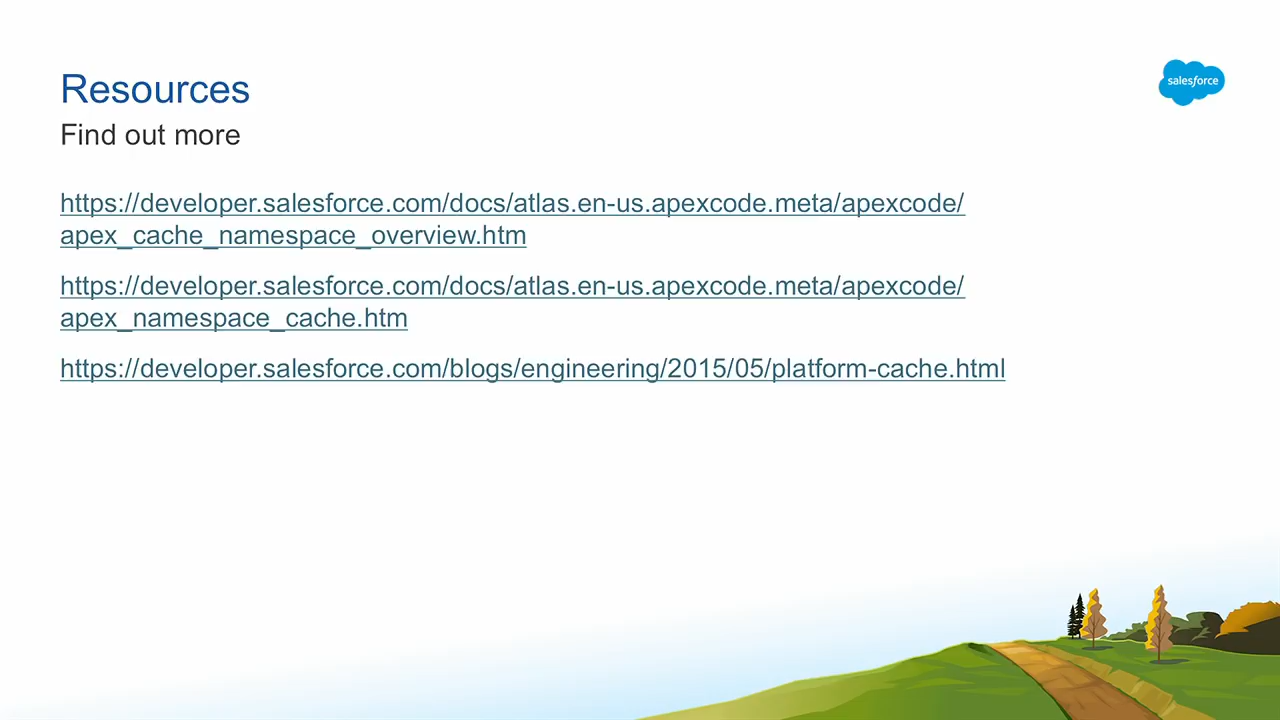 Resources
salesforce
Find out more
https://developer.salesforce.com/docs/atlas.en-us.apexcode.meta/apexcode/
apex_cache_namespace_overview.htm
https://developer.salesforce.com/docs/atlas.en-us.apexcode.meta/apexcode/
apex_namespace_cache.htm
https://developer.salesforce.com/blogs/engineering/2015/05/platform-cache.html